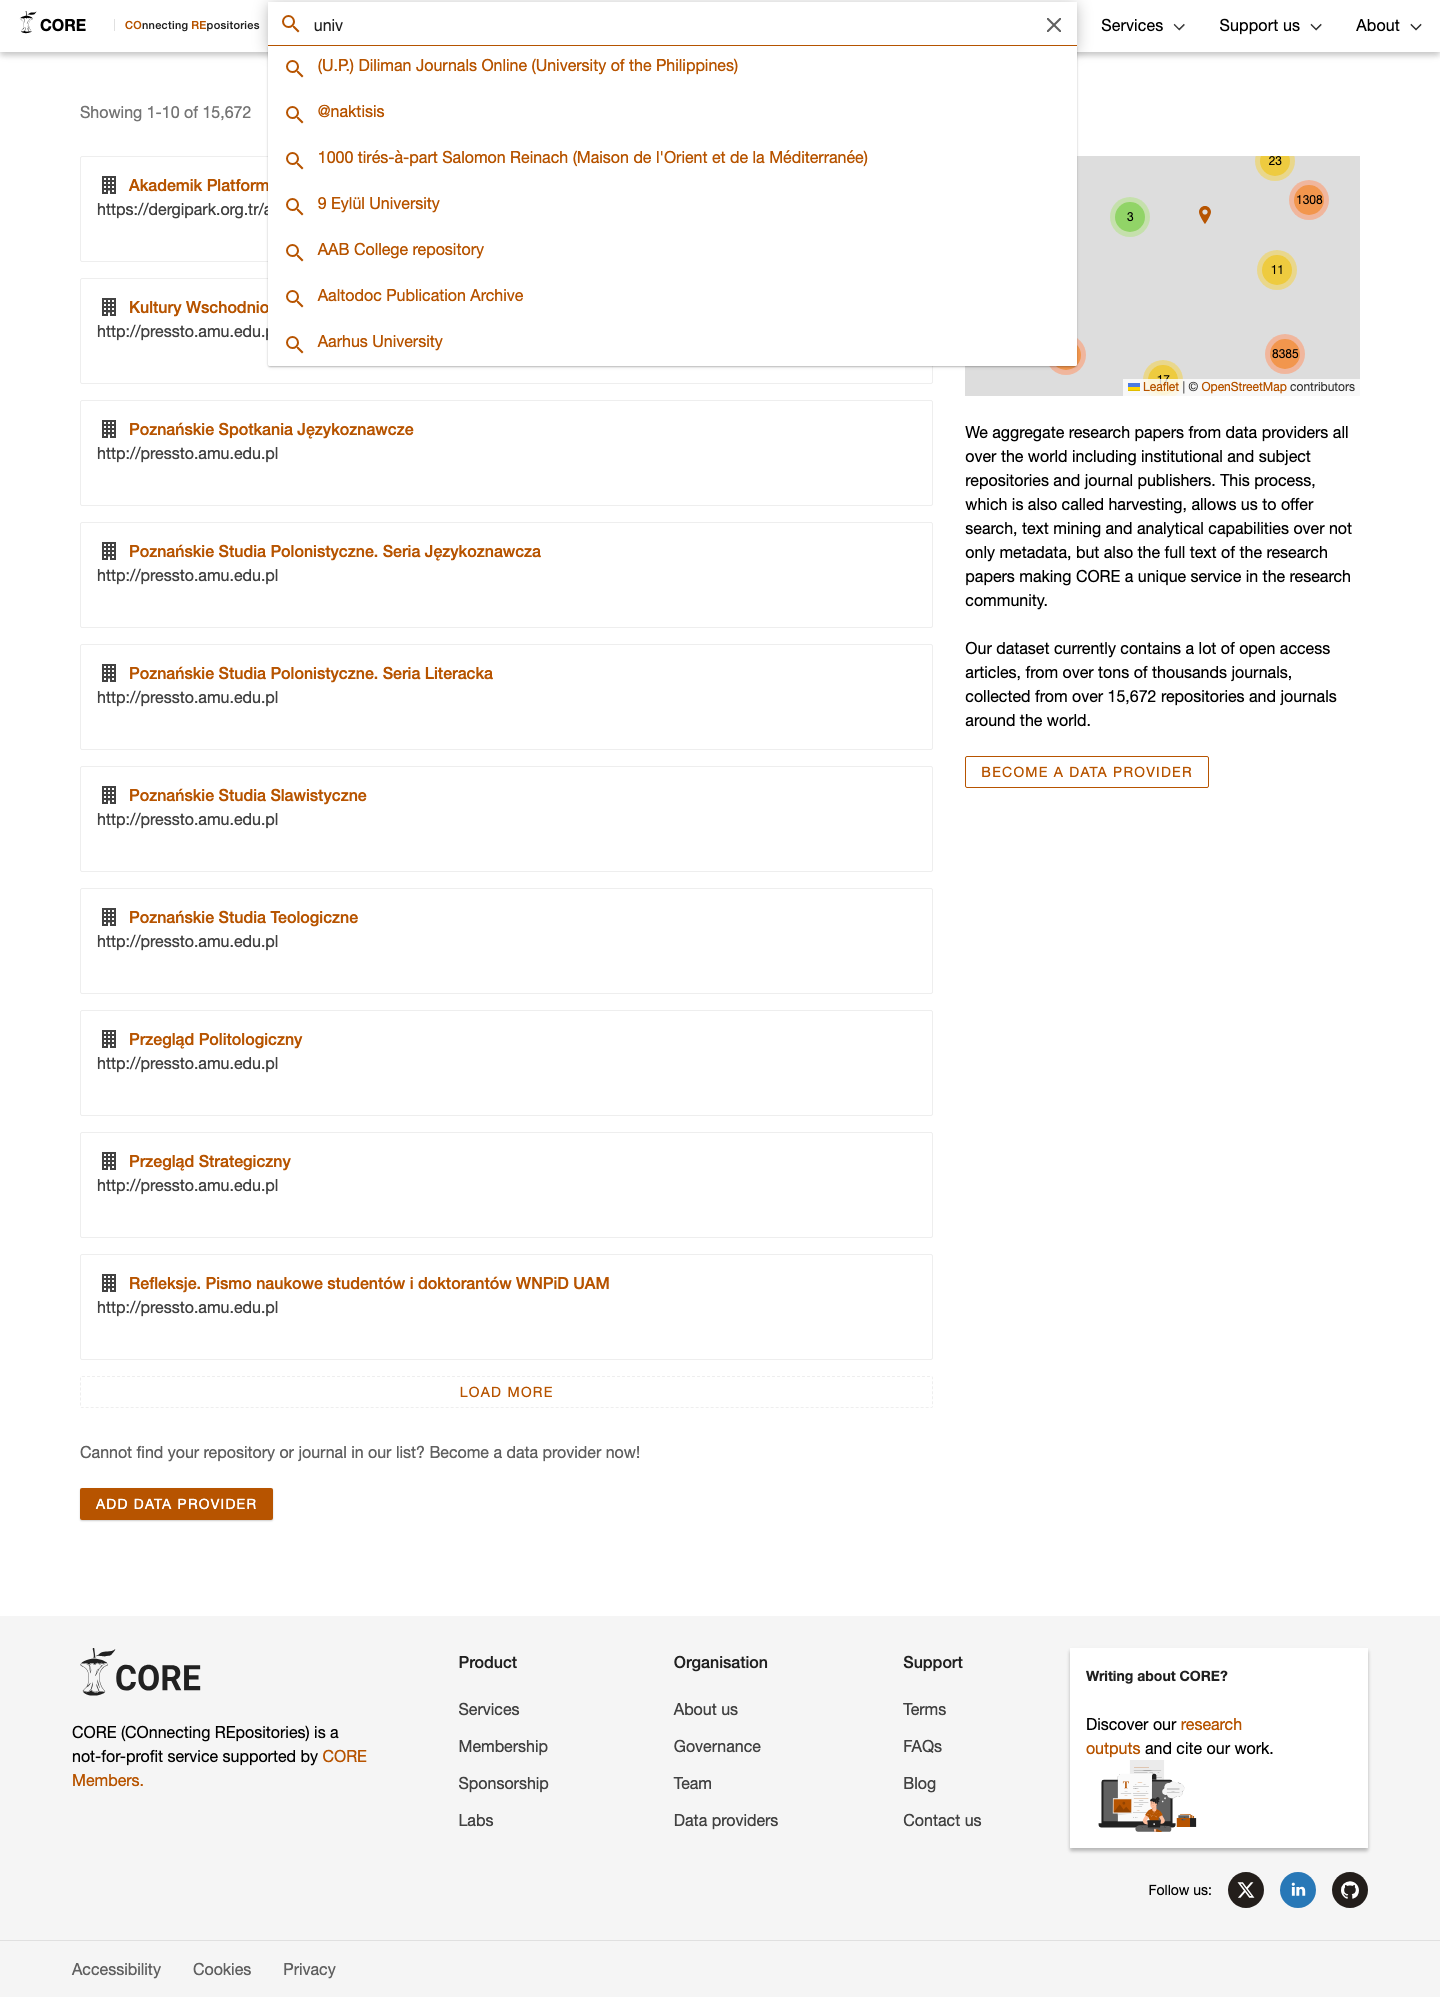 CORE
COnnecting REpositories
univ
Services
Support us
About
(U.P.) Diliman Journals Online (University of the Philippines)
@naktisis
1000 tirés-à-part Salomon Reinach (Maison de l'Orient et de la Méditerranée)
9 Eylül University
AAB College repository
Aaltodoc Publication Archive
Aarhus University
Showing 1-10 of 15,672
Akademik Platform
https://dergipark.org.tr/
Kultury Wschodnio
http://pressto.amu.edu.p
Poznańskie Spotkania Językoznawcze
http://pressto.amu.edu.pl
Poznańskie Studia Polonistyczne. Seria Językoznawcza
http://pressto.amu.edu.pl
Poznańskie Studia Polonistyczne. Seria Literacka
http://pressto.amu.edu.pl
Poznańskie Studia Slawistyczne
http://pressto.amu.edu.pl
Poznańskie Studia Teologiczne
http://pressto.amu.edu.pl
Przegląd Politologiczny
http://pressto.amu.edu.pl
Przegląd Strategiczny
http://pressto.amu.edu.pl
Refleksje. Pismo naukowe studentów i doktorantów WNPiD UAM
http://pressto.amu.edu.pl
LOAD MORE
Cannot find your repository or journal in our list? Become a data provider now!
ADD DATA PROVIDER
23
1308
3
11
8385
17
Leaflet | © OpenStreetMap contributors
We aggregate research papers from data providers all
over the world including institutional and subject
repositories and journal publishers. This process,
which is also called harvesting, allows us to offer
search, text mining and analytical capabilities over not
only metadata, but also the full text of the research
papers making CORE a unique service in the research
community.
Our dataset currently contains a lot of open access
articles, from over tons of thousands journals,
collected from over 15,672 repositories and journals
around the world.
BECOME A DATA PROVIDER
CORE
CORE (COnnecting REpositories) is a
not-for-profit service supported by CORE
Members.
Product
Services
Membership
Sponsorship
Labs
Organisation
About us
Governance
Team
Data providers
Support
Terms
FAQs
Blog
Contact us
Writing about CORE?
Discover our research
outputs and cite our work.
T
Follow us:
in
Accessibility
Cookies
Privacy